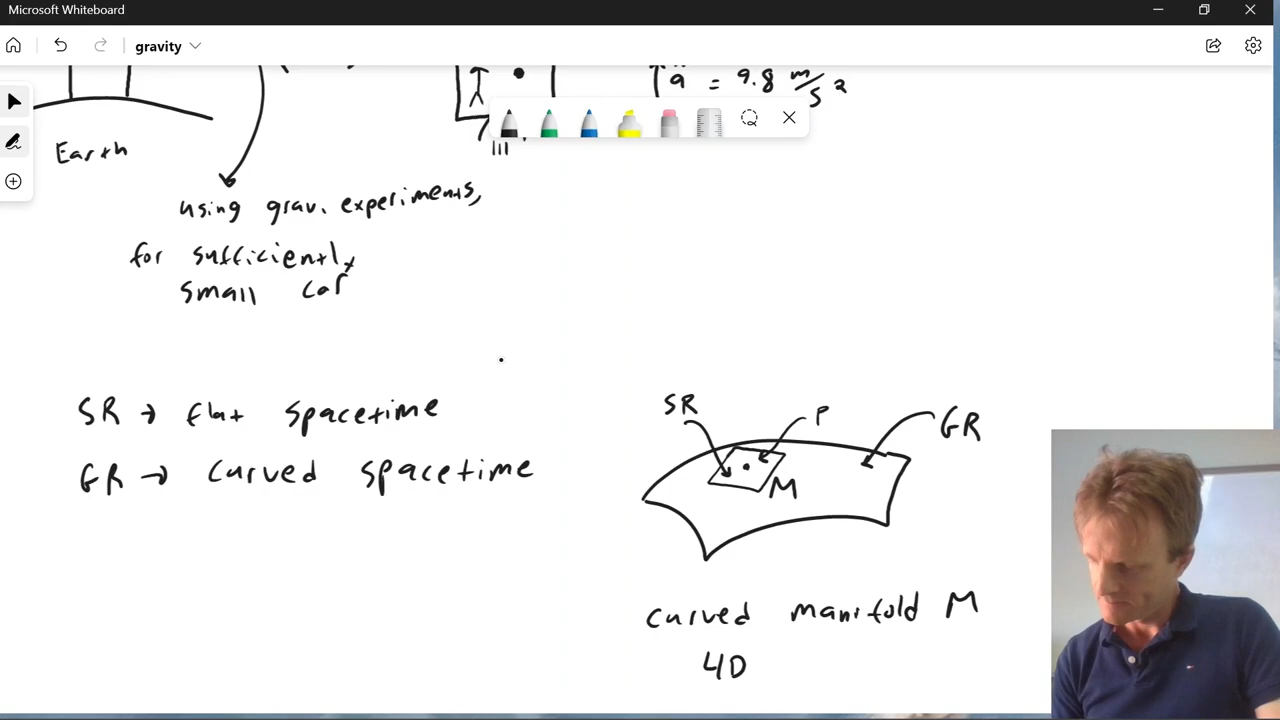 Microsoft Whiteboard
gravity
a = 9.8 m/s2
Earth
using grav. experiments,
for sufficiently
small car
SR → flat spacetime
GR → curved spacetime
SR
P
GR
M
curved manifold M
4D